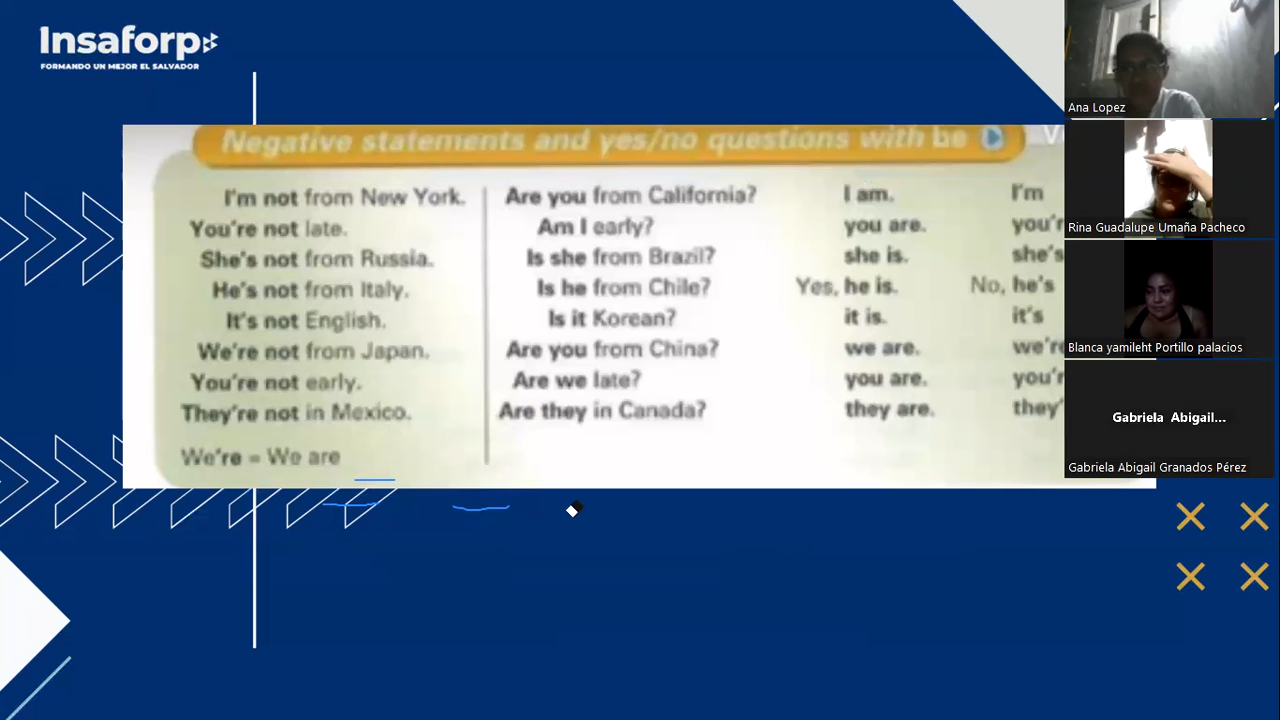 Insaforp
FORMANDO UN MEJOR EL SALVADOR
Negative statements and yes/no questions with be
I'm not from New York. Are you from California? I am. I'm
You're not late. Am I early? you are. you'r
She's not from Russia. Is she from Brazil? she is. she's
He's not from Italy. Is he from Chile? Yes, he is. No, he's
It's not English. Is it Korean? it is. it's
We're not from Japan. Are you from China? we are. we're
You're not early. Are we late? you are. you'r
They're not in Mexico. Are they in Canada? they are. they'
We're = We are
Ana Lopez
Rina Guadalupe Umaña Pacheco
Blanca yamileht Portillo palacios
Gabriela Abigail...
Gabriela Abigail Granados Pérez